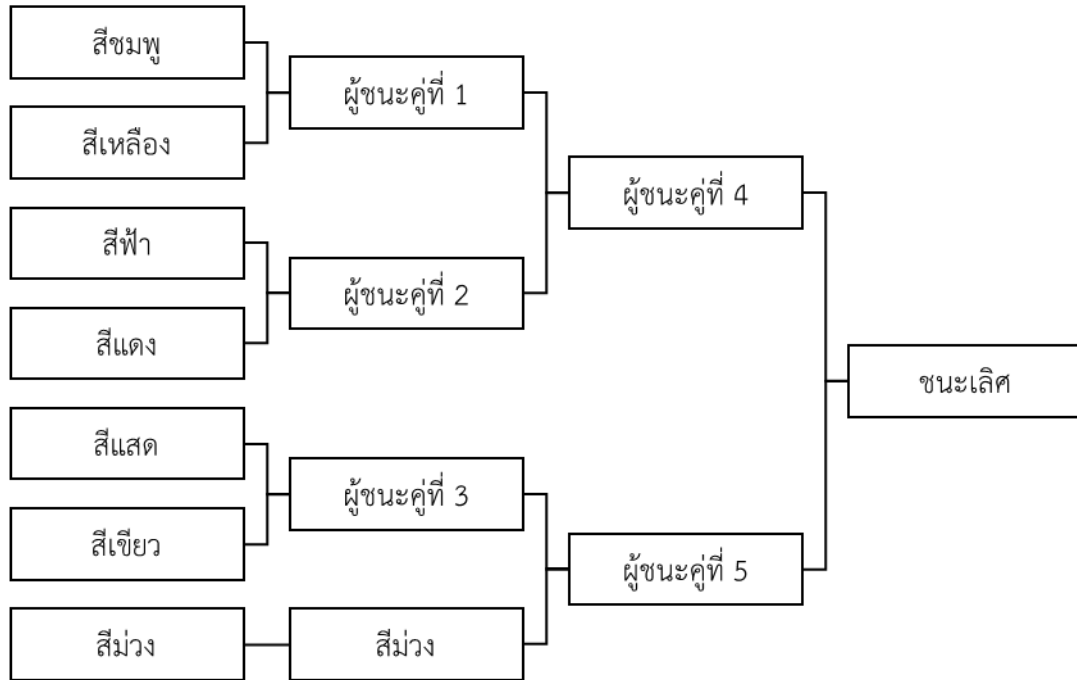 สีชมพู
สีเหลือง
สีฟ้า
สีแดง
สีแสด
สีเขียว
สีม่วง
ผู้ชนะคู่ที่ 1
ผู้ชนะคู่ที่ 2
ผู้ชนะคู่ที่ 3
สีม่วง
ผู้ชนะคู่ที่ 4
ผู้ชนะคู่ที่ 5
ชนะเลิศ